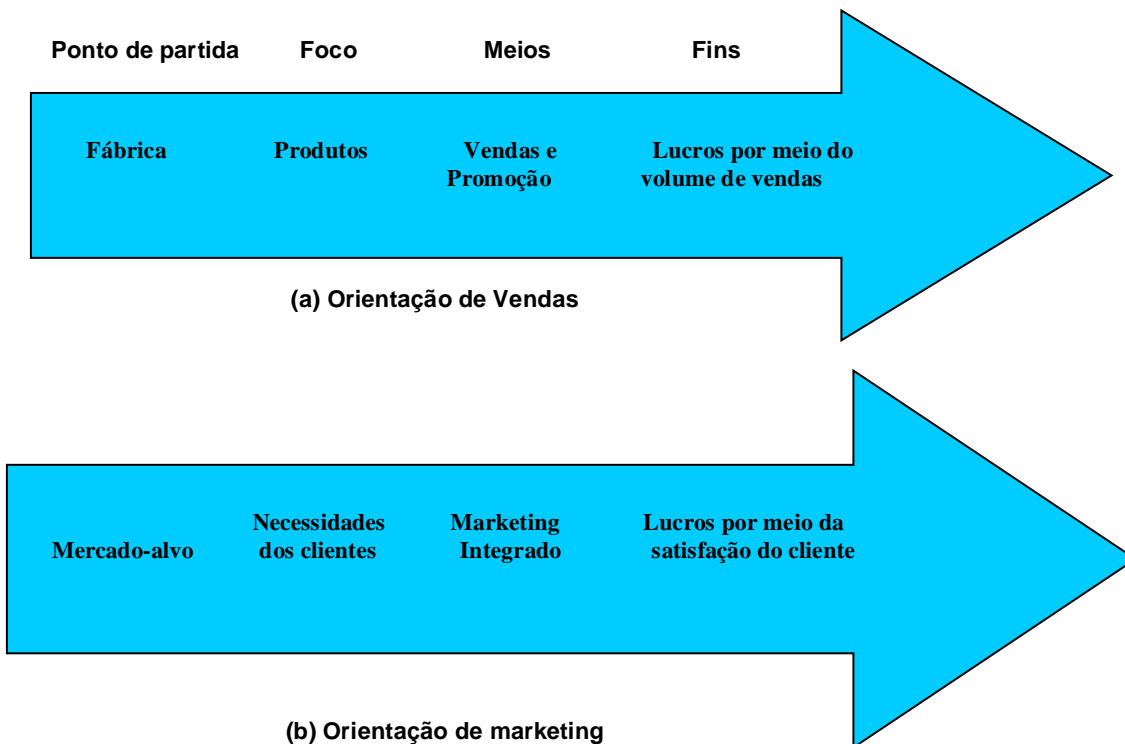 Ponto de partida Foco Meios Fins
Fábrica Produtos Vendas e Lucros por meio do
Promoção volume de vendas
(a) Orientação de Vendas
Necessidades Marketing Lucros por meio da
Mercado-alvo dos clientes Integrado satisfação do cliente
(b) Orientação de marketing